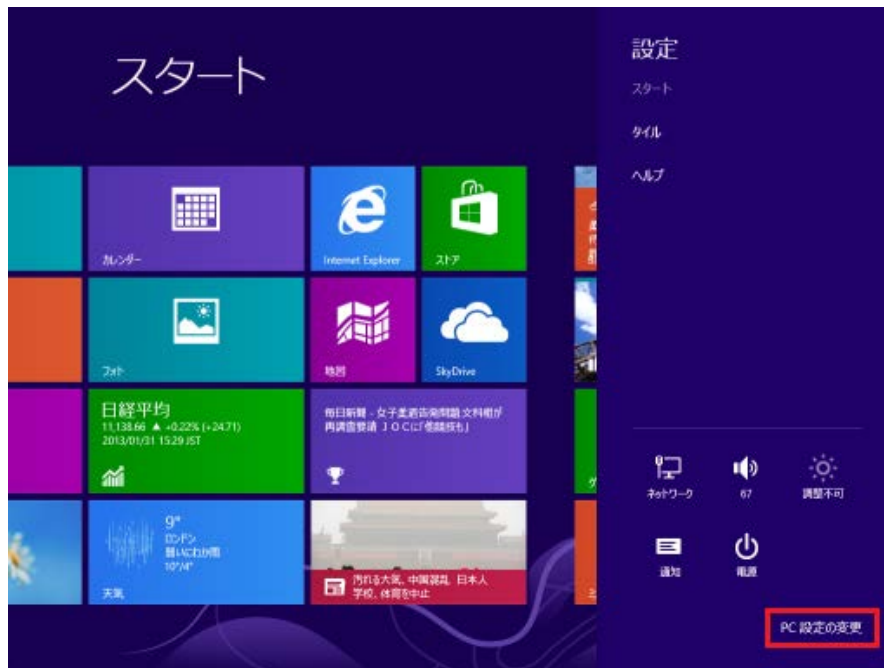 スタート
カレンダー
Internet Explorer
ストア
フォト
地図
SkyDrive
日経平均
11,138.66 ▲ +0.22% (+24.71)
2013/01/31 15:29 JST
毎日新聞 - 女子柔道告発問題 文科相が
再調査要請 JOCに「他競技も」
9°
ロンドン
弱いにわか雨
10°/4°
天気
汚れる大気、中国混乱 日本人
学校、体育を中止
設定
スタート
タイル
ヘルプ
ネットワーク
67
調整不可
通知
電源
PC 設定の変更